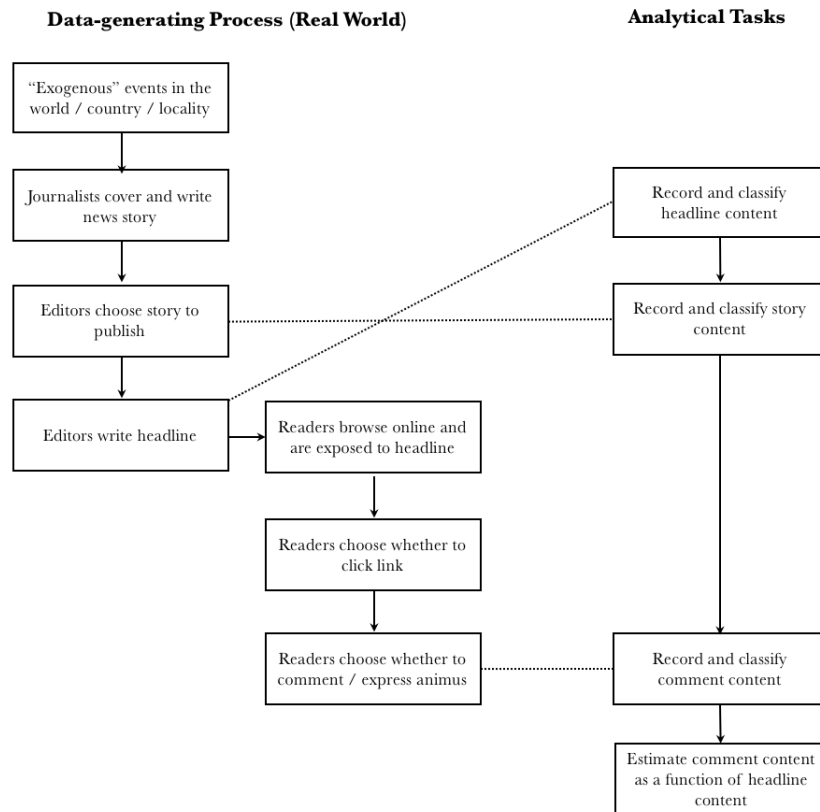 Data-generating Process (Real World)
Analytical Tasks
“Exogenous” events in the
world / country / locality
Journalists cover and write
news story
Record and classify
headline content
Editors choose story to
publish
Record and classify story
content
Editors write headline
Readers browse online and
are exposed to headline
Readers choose whether to
click link
Readers choose whether to
comment / express animus
Record and classify
comment content
Estimate comment content
as a function of headline
content